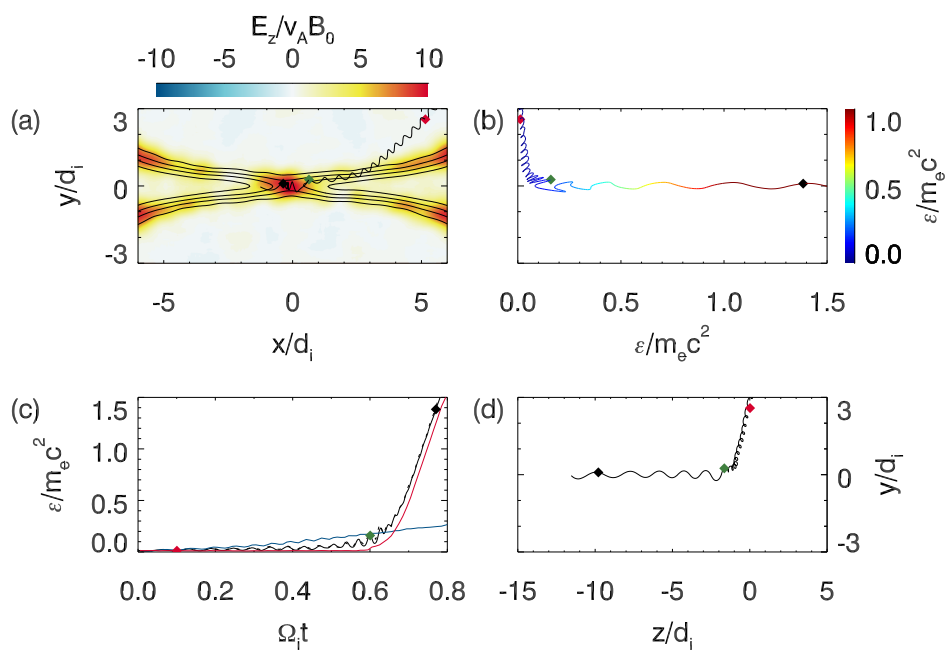 E_z/v_AB_0
-10 -5 0 5 10
(a)
3
0
-3
y/d_i
-5 0 5
x/d_i
(b)
0.0 0.5 1.0 1.5
ε/m_ec^2
1.0
0.5
0.0
ε/m_ec^2
(c)
1.5
1.0
0.5
0.0
ε/m_ec^2
0.0 0.2 0.4 0.6 0.8
Ω_it
(d)
3
0
-3
y/d_i
-15 -10 -5 0 5
z/d_i